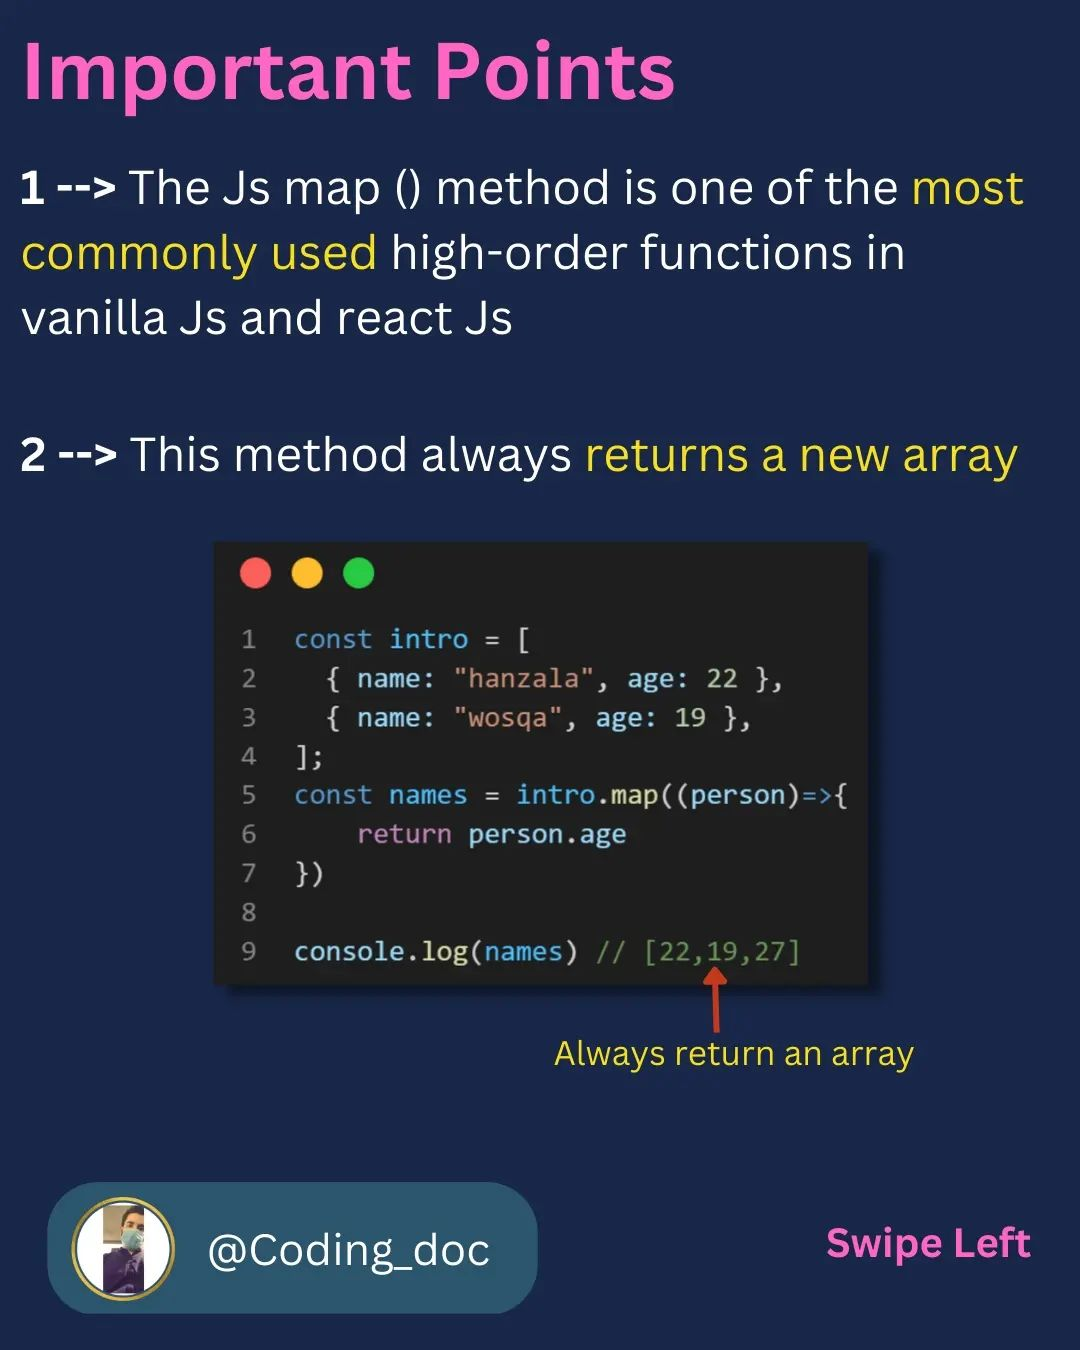 Important Points
1 --> The Js map () method is one of the most
commonly used high-order functions in
vanilla Js and react Js
2 --> This method always returns a new array
1 const intro = [
2 { name: "hanzala", age: 22 },
3 { name: "wosqa", age: 19 },
4 ];
5 const names = intro.map((person)=>{
6 return person.age
7 })
8
9 console.log(names) // [22,19,27]
Always return an array
@Coding_doc
Swipe Left